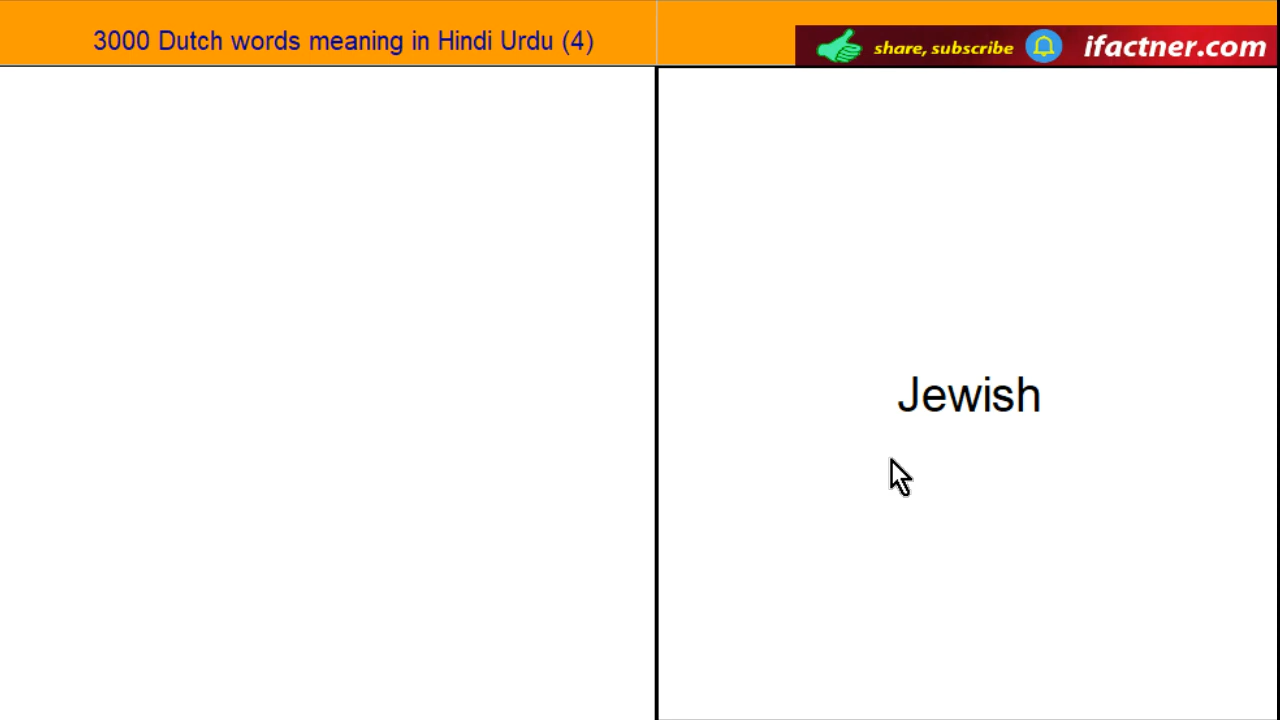 3000 Dutch words meaning in Hindi Urdu (4)
share, subscribe
ifactner.com
Jewish